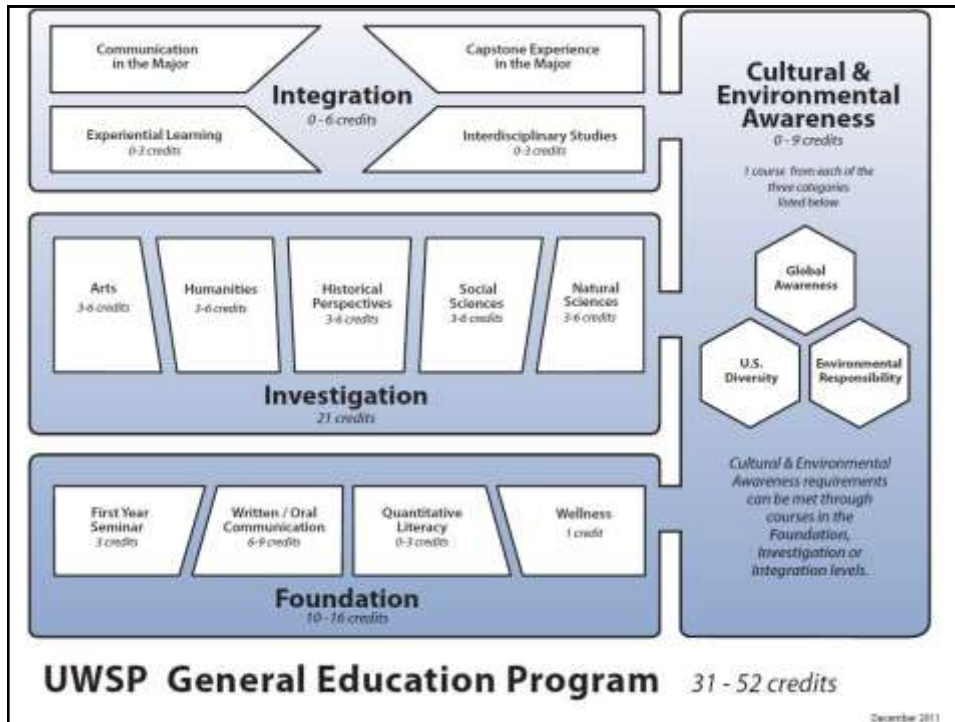 Communication
in the Major
Capstone Experience
in the Major
Integration
0 - 6 credits
Experiential Learning
0-3 credits
Interdisciplinary Studies
0-3 credits
Cultural &
Environmental
Awareness
0 - 9 credits
1 course from each of the
three categories
listed below
Global
Awareness
U.S.
Diversity
Environmental
Responsibility
Cultural & Environmental
Awareness requirements
can be met through
courses in the
Foundation,
Investigation or
Integration levels.
Arts
3-6 credits
Humanities
3-6 credits
Historical
Perspectives
3-6 credits
Social
Sciences
3-6 credits
Natural
Sciences
3-6 credits
Investigation
21 credits
First Year
Seminar
3 credits
Written / Oral
Communication
6-9 credits
Quantitative
Literacy
0-3 credits
Wellness
1 credit
Foundation
10 - 16 credits
UWSP General Education Program 31 - 52 credits
December 2011